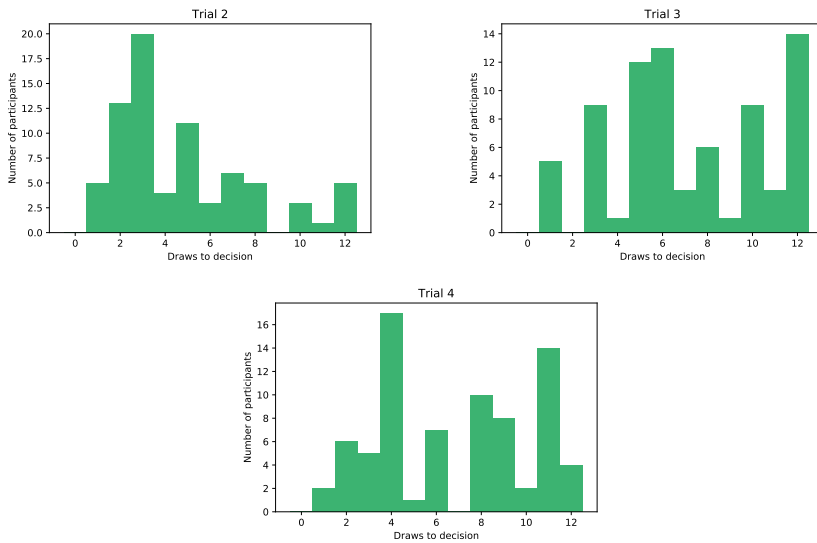 Trial 2
Number of participants
20.0
17.5
15.0
12.5
10.0
7.5
5.0
2.5
0.0
0 2 4 6 8 10 12
Draws to decision
Trial 3
Number of participants
14
12
10
8
6
4
2
0
0 2 4 6 8 10 12
Draws to decision
Trial 4
Number of participants
16
14
12
10
8
6
4
2
0
0 2 4 6 8 10 12
Draws to decision